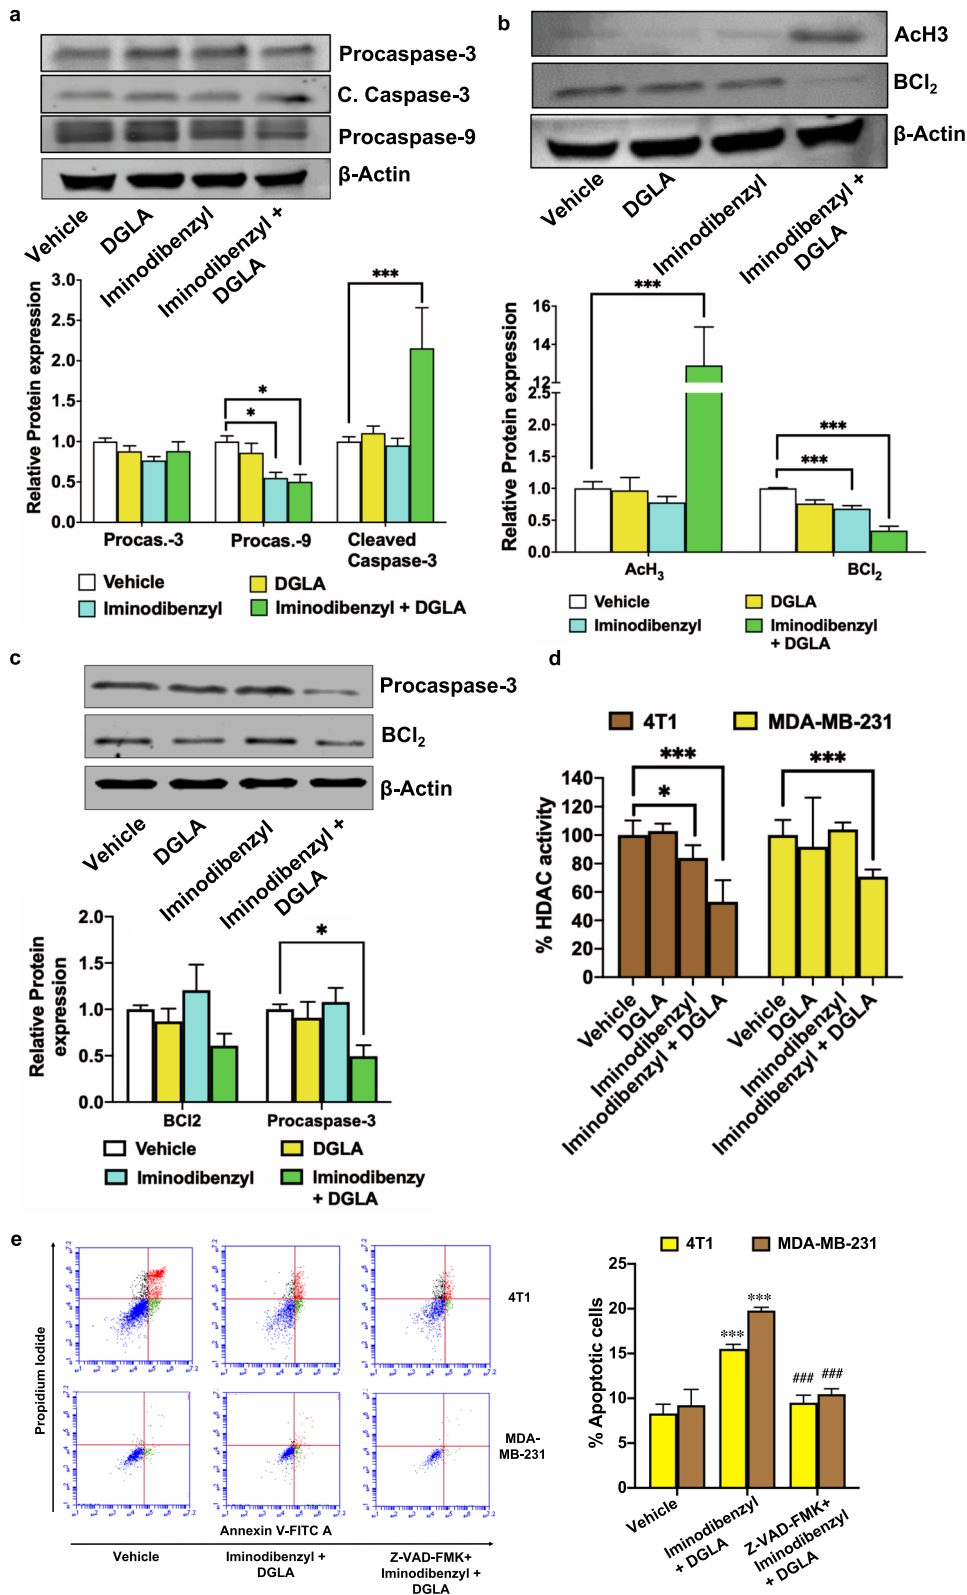 a
Procaspase-3
C. Caspase-3
Procaspase-9
β-Actin
Vehicle
DGLA
Iminodibenzyl
Iminodibenzyl +
DGLA
Relative Protein expression
3.0
2.5
2.0
1.5
1.0
0.5
0.0
***
*
*
Procas.-3
Procas.-9
Cleaved
Caspase-3
Vehicle
DGLA
Iminodibenzyl
Iminodibenzyl + DGLA
b
AcH3
BCl₂
β-Actin
Vehicle
DGLA
Iminodibenzyl
Iminodibenzyl +
DGLA
Relative Protein expression
16
14
12
2.5
2.0
1.5
1.0
0.5
0.0
***
***
***
AcH₃
BCl₂
Vehicle
DGLA
Iminodibenzyl
Iminodibenzyl
+ DGLA
c
Procaspase-3
BCl₂
β-Actin
Vehicle
DGLA
Iminodibenzyl
Iminodibenzyl +
DGLA
Relative Protein
expression
2.0
1.5
1.0
0.5
0.0
*
BCl2
Procaspase-3
Vehicle
DGLA
Iminodibenzyl
Iminodibenzy
+ DGLA
d
4T1
MDA-MB-231
% HDAC activity
140
120
100
80
60
40
20
0
***
*
***
Vehicle
DGLA
Iminodibenzyl
Iminodibenzyl + DGLA
Vehicle
DGLA
Iminodibenzyl
Iminodibenzyl + DGLA
e
Propidium Iodide
4T1
MDA-
MB-231
Annexin V-FITC A
Vehicle
Iminodibenzyl +
DGLA
Z-VAD-FMK+
Iminodibenzyl +
DGLA
4T1
MDA-MB-231
% Apoptotic cells
25
20
15
10
5
0
***
***
###
###
Vehicle
Iminodibenzyl
+ DGLA
Z-VAD-FMK+
Iminodibenzyl
+ DGLA